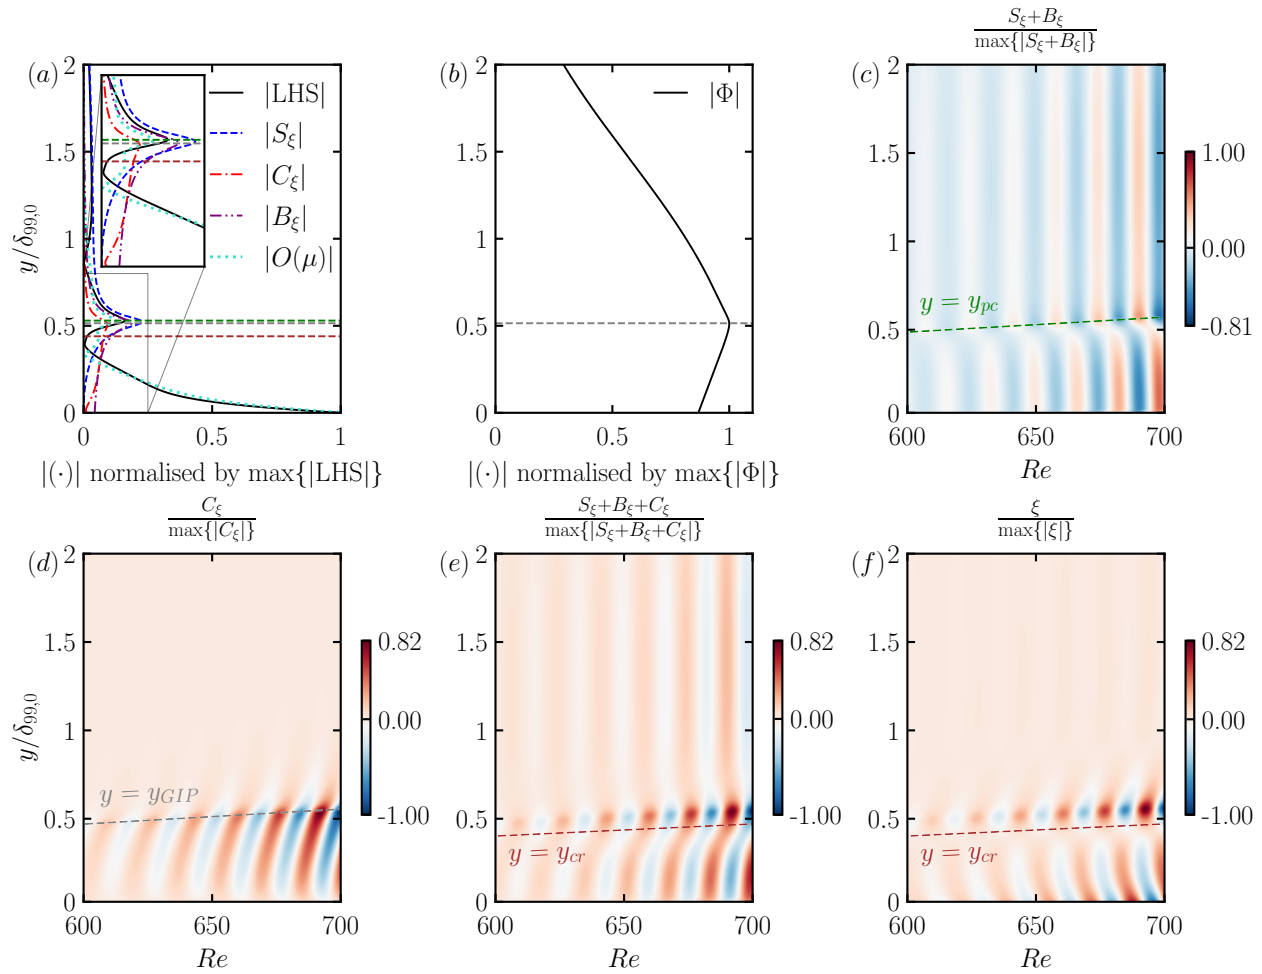 (a)
2
1.5
1
0.5
0
y/δ99,0
|LHS|
|Sξ|
|Cξ|
|Bξ|
|O(μ)|
0 0.5 1
|(·)| normalised by max{|LHS|}
(b)
2
1.5
1
0.5
0
|Φ|
0 0.5 1
|(·)| normalised by max{|Φ|}
Sξ+Bξ
max{|Sξ+Bξ|}
(c)
2
1.5
1
0.5
0
y = ypc
600 650 700
Re
1.00
0.00
-0.81
Cξ
max{|Cξ|}
(d)
2
1.5
1
0.5
0
y/δ99,0
y = yGIP
600 650 700
Re
0.82
0.00
-1.00
Sξ+Bξ+Cξ
max{|Sξ+Bξ+Cξ|}
(e)
2
1.5
1
0.5
0
y = ycr
600 650 700
Re
0.82
0.00
-1.00
ξ
max{|ξ|}
(f)
2
1.5
1
0.5
0
y = ycr
600 650 700
Re
0.82
0.00
-1.00